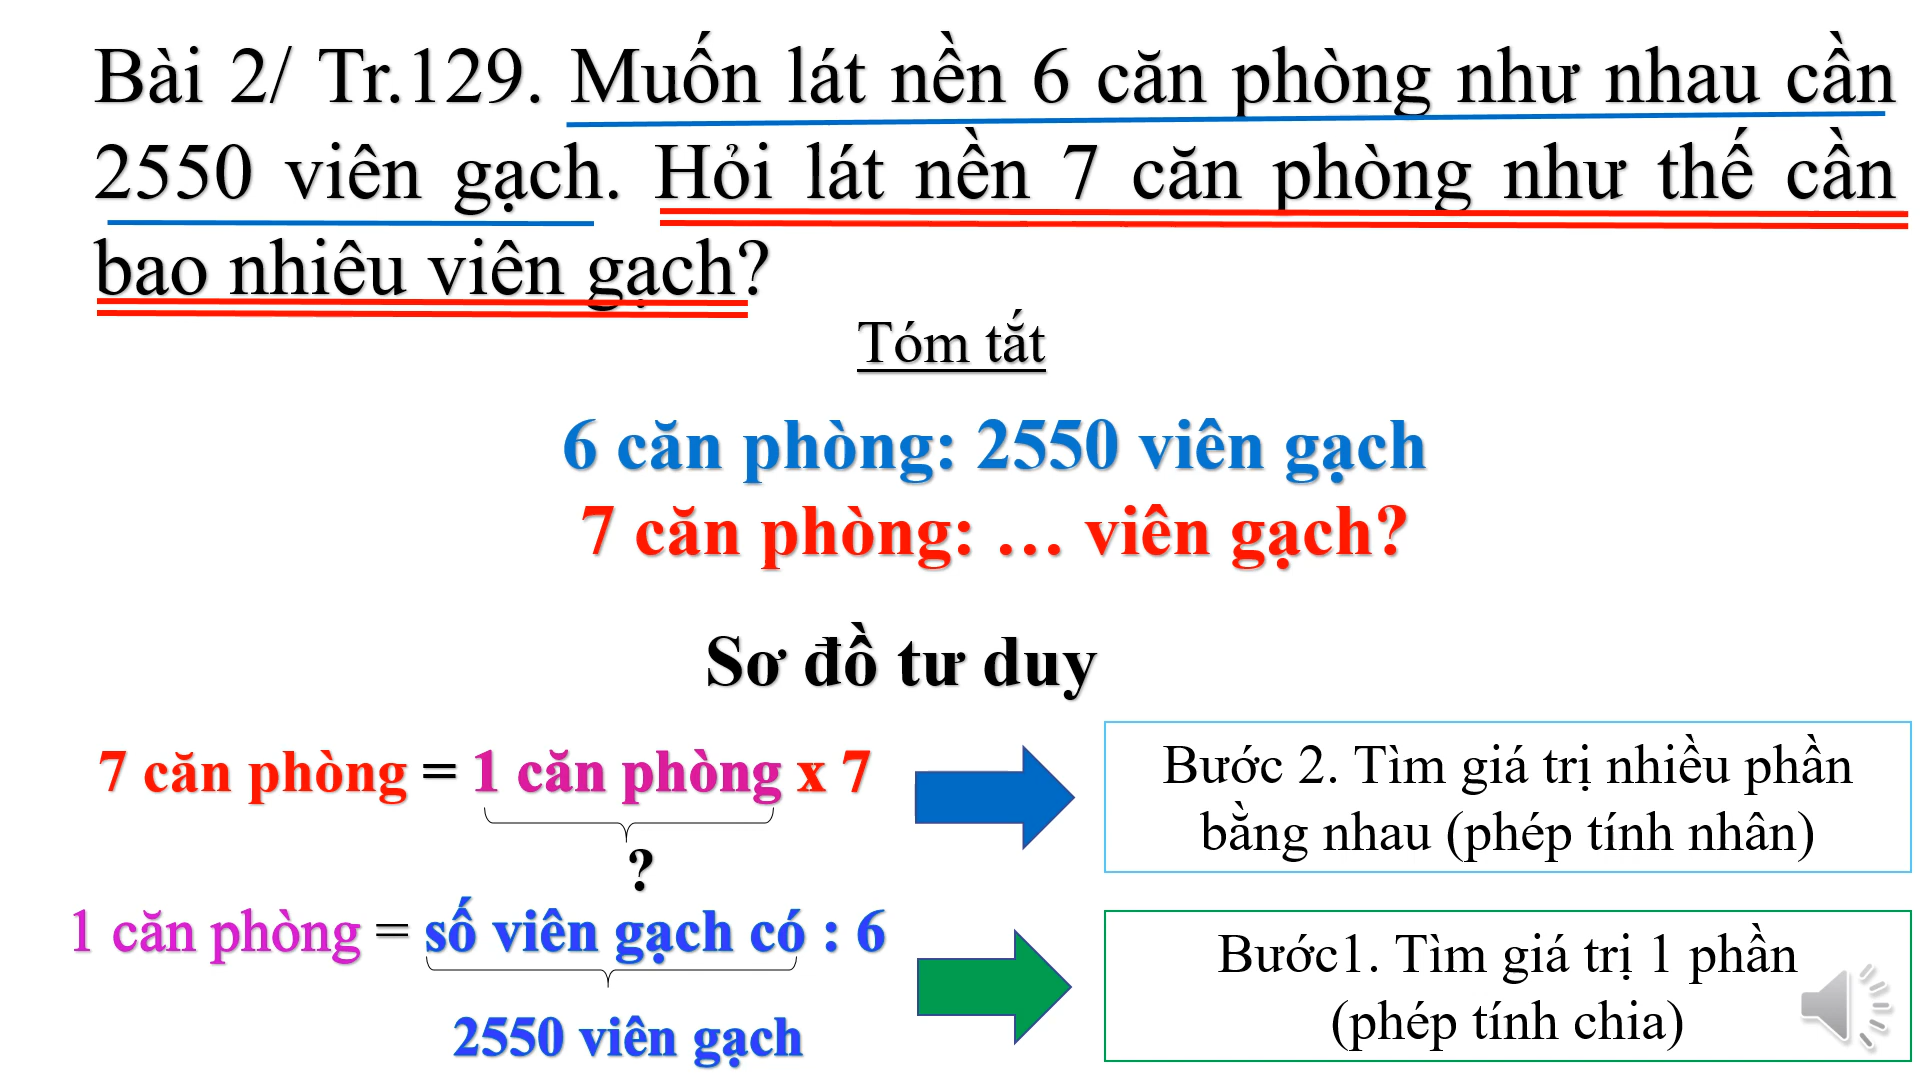 Bài 2/ Tr.129. Muốn lát nền 6 căn phòng như nhau cần
2550 viên gạch. Hỏi lát nền 7 căn phòng như thế cần
bao nhiêu viên gạch?
Tóm tắt
6 căn phòng: 2550 viên gạch
7 căn phòng: … viên gạch?
Sơ đồ tư duy
7 căn phòng = 1 căn phòng x 7
?
Bước 2. Tìm giá trị nhiều phần
bằng nhau (phép tính nhân)
1 căn phòng = số viên gạch có : 6
2550 viên gạch
Bước1. Tìm giá trị 1 phần
(phép tính chia)